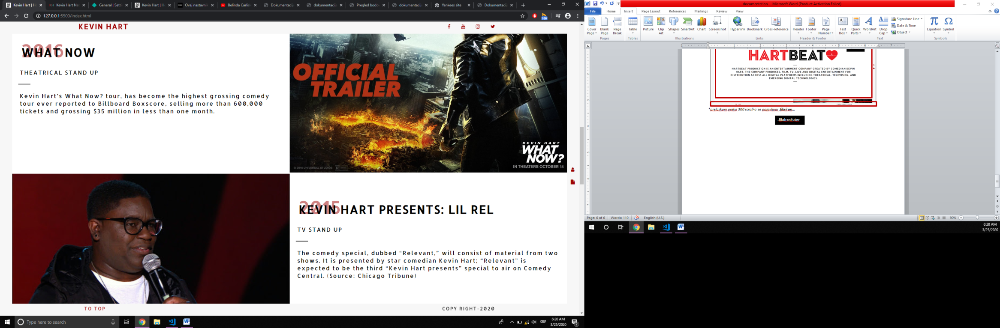 Kevin Hart | H
Kevin Hart Nat
General | Setti
Kevin Hart | H
Ovaj nastavnik
Belinda Carlisl
Dokumentacij
dokumentacij
Pregled bodo
dokumentacij
Yankees site
Dokumentacij
127.0.0.1:5500/index.html
100
KEVIN HART
2016
WHAT NOW
THEATRICAL STAND UP
Kevin Hart's What Now? tour, has become the highest grossing comedy
tour ever reported to Billboard Boxscore, selling more than 600,000
tickets and grossing $35 million in less than one month.
OFFICIAL
TRAILER
KEVIN HART
WHAT
NOW?
IN THEATERS OCTOBER 14
© 2016 UNIVERSAL STUDIOS
R
2015
KEVIN HART PRESENTS: LIL REL
TV STAND UP
The comedy special, dubbed “Relevant,” will consist of material from two
shows. It is presented by star comedian Kevin Hart; “Relevant” is
expected to be the third “Kevin Hart presents” special to air on Comedy
Central. (Source: Chicago Tribune)
TO TOP
COPY RIGHT-2020
Type here to search
SRP
6:20 AM
3/25/2020
2
documentation - Microsoft Word (Product Activation Failed)
File Home Insert Page Layout References Mailings Review View
Cover Page
Blank Page
Page Break
Table
Picture
Clip Art
Shapes
SmartArt
Chart
Screenshot
Hyperlink
Bookmark
Cross-reference
Header
Footer
Page Number
Text Box
Quick Parts
WordArt
Drop Cap
Signature Line
Date & Time
Object
Equation
Symbol
Pages
Tables
Illustrations
Links
Header & Footer
Text
Symbols
HARTBEAT
HARTBEAT PRODUCTION IS AN ENTERTAINMENT COMPANY CREATED BY COMEDIAN KEVIN
HART. THE COMPANY PRODUCES, FILM, TV, LIVE AND DIGITAL ENTERTAINMENT FOR
DISTRIBUTION ACROSS ALL DIGITAL PLATFORMS INCLUDING THEATRICAL, TELEVISION, AND
EMERGING DIGITAL TECHNOLOGIES.
TO TOP
COPY RIGHT-2020
*prelaskom preko 300 scroll-a se pojavljuju .fiksiran...
.fiksiranFuter
Page: 6 of 6
Words: 110
English (U.S.)
90%
6:20 AM
3/25/2020